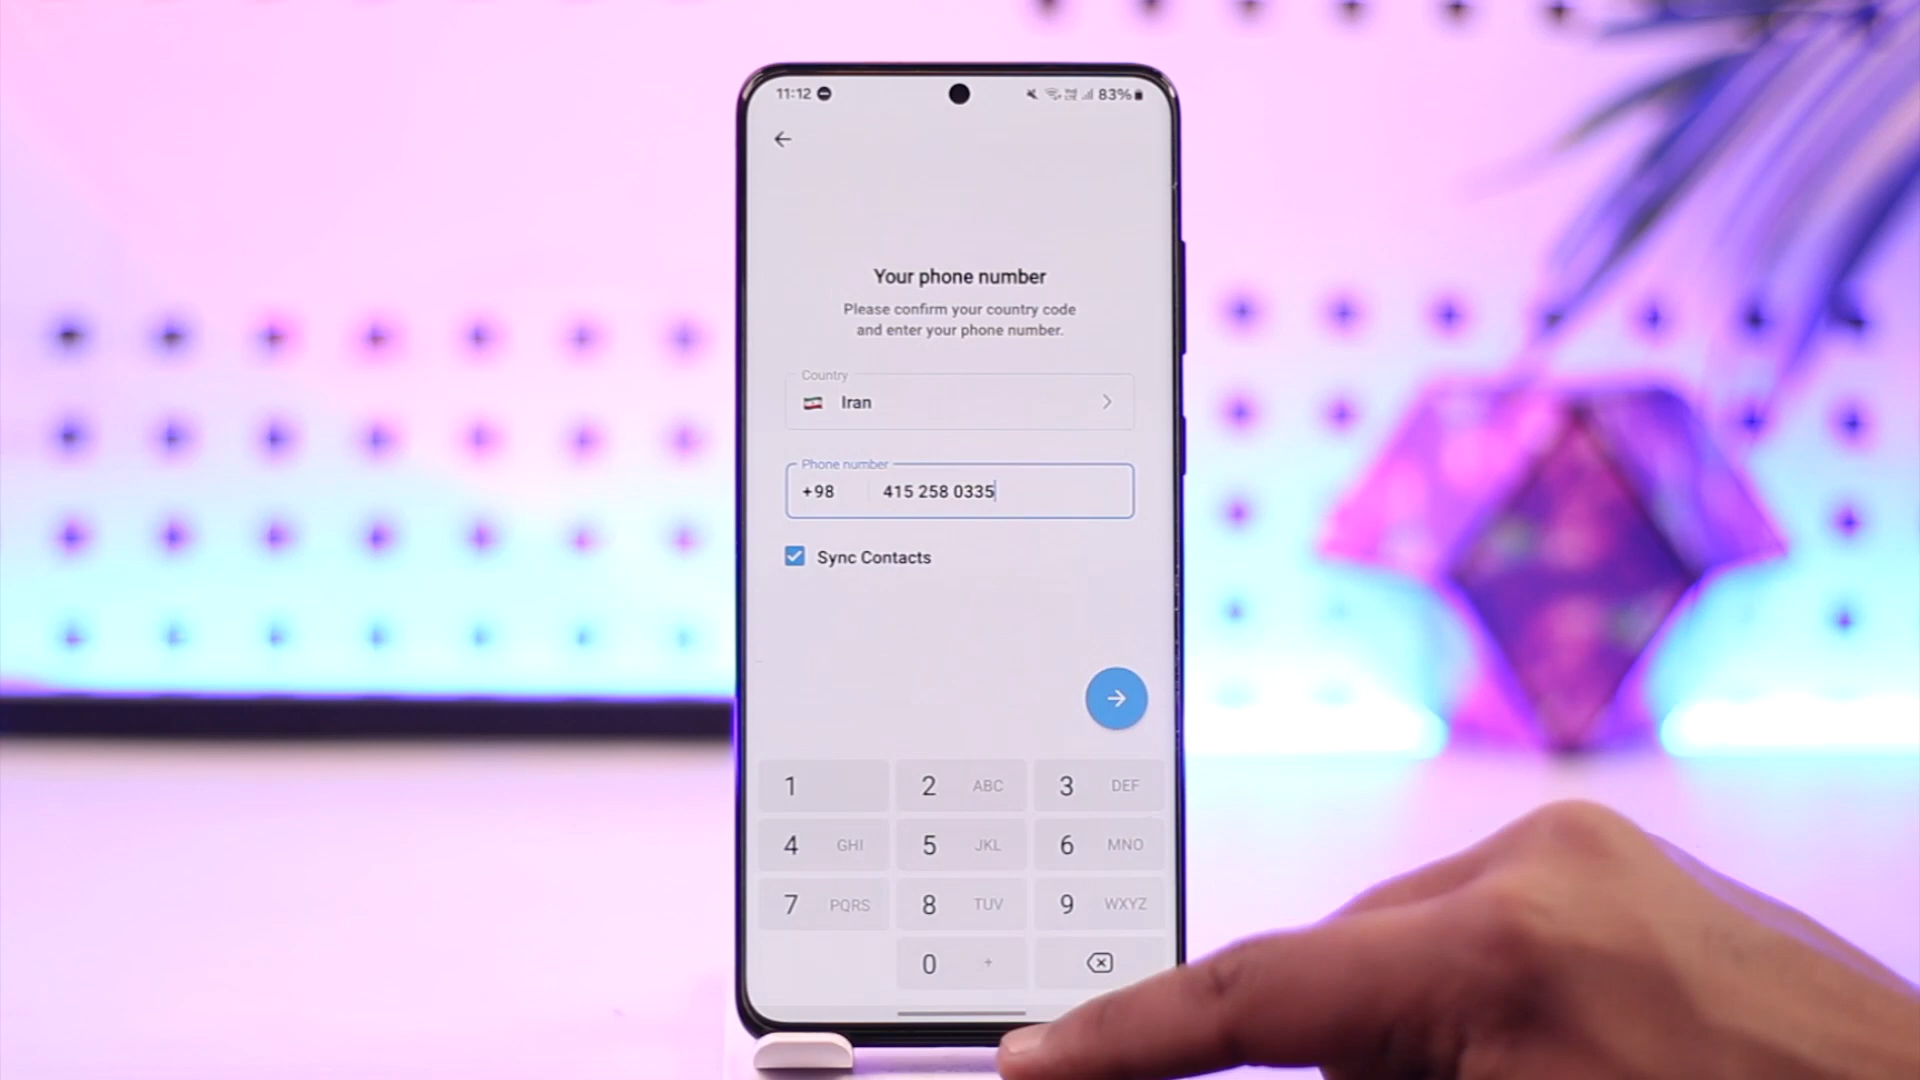 11:12 83%
Your phone number
Please confirm your country code
and enter your phone number.
Country
Iran
Phone number
+98 415 258 0335
Sync Contacts
1 2 ABC 3 DEF
4 GHI 5 JKL 6 MNO
7 PQRS 8 TUV 9 WXYZ
0 +